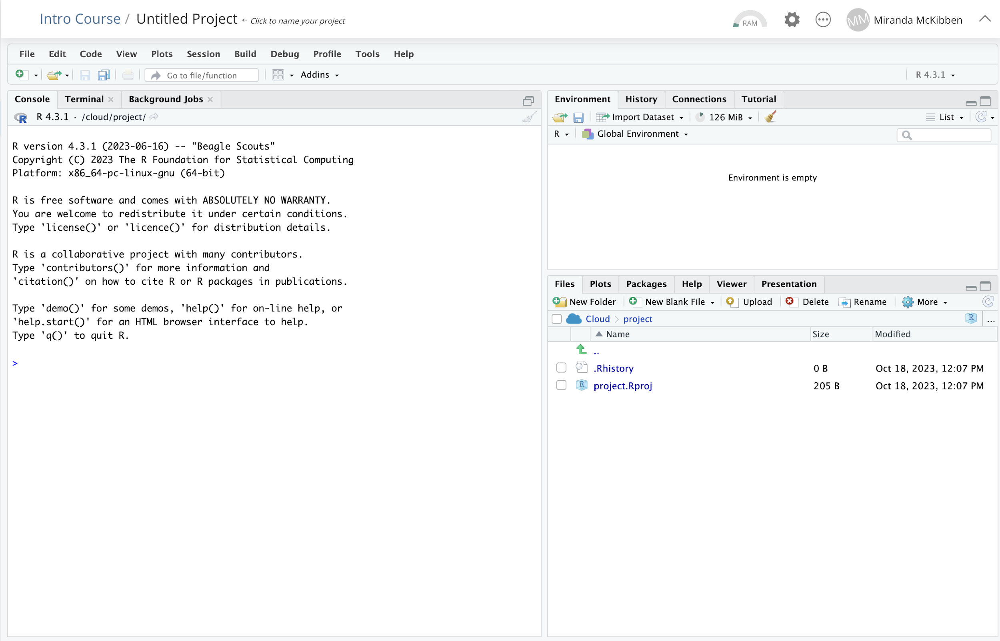 Intro Course / Untitled Project Click to name your project
RAM MM Miranda McKibben
File Edit Code View Plots Session Build Debug Profile Tools Help
Go to file/function Addins R 4.3.1
Console Terminal Background Jobs
R 4.3.1 · /cloud/project/
R version 4.3.1 (2023-06-16) -- "Beagle Scouts"
Copyright (C) 2023 The R Foundation for Statistical Computing
Platform: x86_64-pc-linux-gnu (64-bit)
R is free software and comes with ABSOLUTELY NO WARRANTY.
You are welcome to redistribute it under certain conditions.
Type 'license()' or 'licence()' for distribution details.
R is a collaborative project with many contributors.
Type 'contributors()' for more information and
'citation()' on how to cite R or R packages in publications.
Type 'demo()' for some demos, 'help()' for on-line help, or
'help.start()' for an HTML browser interface to help.
Type 'q()' to quit R.
>
Environment History Connections Tutorial
Import Dataset 126 MiB List
R Global Environment
Environment is empty
Files Plots Packages Help Viewer Presentation
New Folder New Blank File Upload Delete Rename More
Cloud > project R ...
Name Size Modified
..
.Rhistory 0 B Oct 18, 2023, 12:07 PM
R project.Rproj 205 B Oct 18, 2023, 12:07 PM